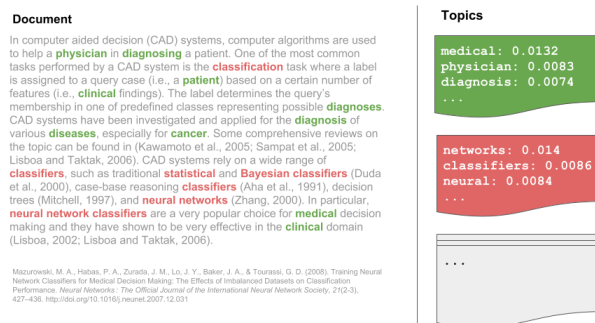 Document
In computer aided decision (CAD) systems, computer algorithms are used
to help a physician in diagnosing a patient. One of the most common
tasks performed by a CAD system is the classification task where a label
is assigned to a query case (i.e., a patient) based on a certain number of
features (i.e., clinical findings). The label determines the query's
membership in one of predefined classes representing possible diagnoses.
CAD systems have been investigated and applied for the diagnosis of
various diseases, especially for cancer. Some comprehensive reviews on
the topic can be found in (Kawamoto et al., 2005; Sampat et al., 2005;
Lisboa and Taktak, 2006). CAD systems rely on a wide range of
classifiers, such as traditional statistical and Bayesian classifiers (Duda
et al., 2000), case-base reasoning classifiers (Aha et al., 1991), decision
trees (Mitchell, 1997), and neural networks (Zhang, 2000). In particular,
neural network classifiers are a very popular choice for medical decision
making and they have shown to be very effective in the clinical domain
(Lisboa, 2002; Lisboa and Taktak, 2006).
Mazurowski, M. A., Habas, P. A., Zurada, J. M., Lo, J. Y., Baker, J. A., & Tourassi, G. D. (2008). Training Neural
Network Classifiers for Medical Decision Making: The Effects of Imbalanced Datasets on Classification
Performance. Neural Networks : The Official Journal of the International Neural Network Society, 21(2-3),
427–436. http://doi.org/10.1016/j.neunet.2007.12.031
Topics
medical: 0.0132
physician: 0.0083
diagnosis: 0.0074
...
networks: 0.014
classifiers: 0.0086
neural: 0.0084
...
...